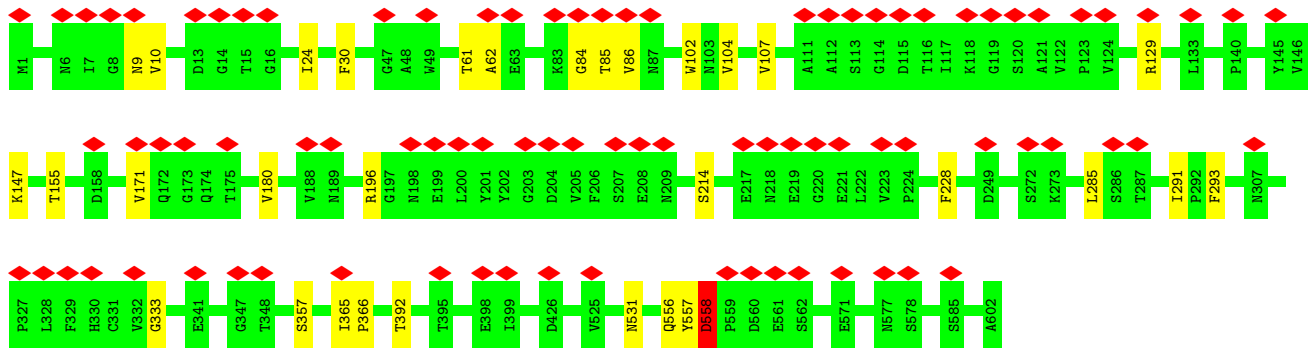 M1 N6 I7 G8 N9 V10 D13 G14 T15 G16 I24 F30 G47 A48 W49 T61 A62 E63 K83 G84 T85 V86 N87 W102 N103 V104 V107 A111 A112 S113 G114 D115 T116 I117 K118 G119 S120 A121 V122 P123 V124 R129 L133 P140 Y145 V146
K147 T155 D158 V171 Q172 G173 Q174 T175 V180 V188 N189 R196 G197 N198 E199 L200 Y201 Y202 G203 D204 V205 F206 S207 E208 N209 S214 E217 N218 E219 G220 E221 L222 V223 P224 F228 D249 S272 K273 L285 S286 T287 I291 P292 F293 N307
P327 L328 F329 H330 C331 V332 G333 E341 G347 T348 S357 I365 P366 T392 T395 E398 I399 D426 V525 N531 Q556 Y557 D558 P559 D560 E561 S562 E571 N577 S578 S585 A602